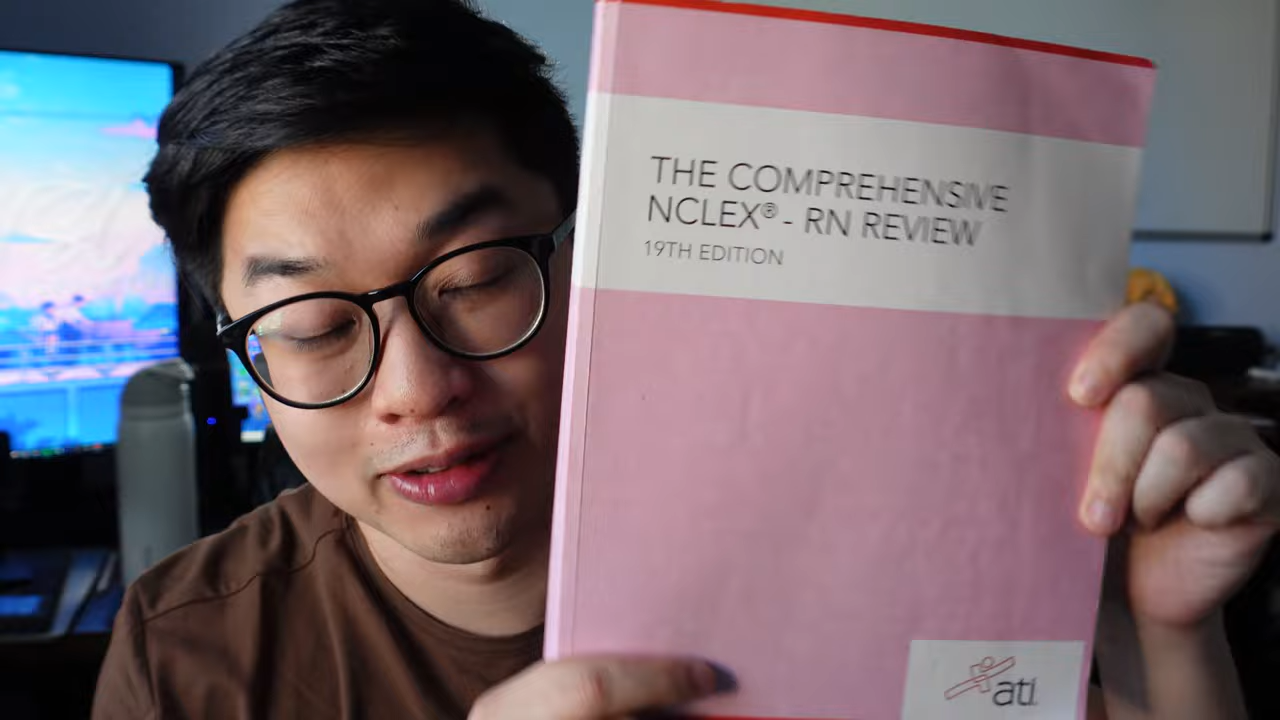 THE COMPREHENSIVE
NCLEX® - RN REVIEW
19TH EDITION
ati